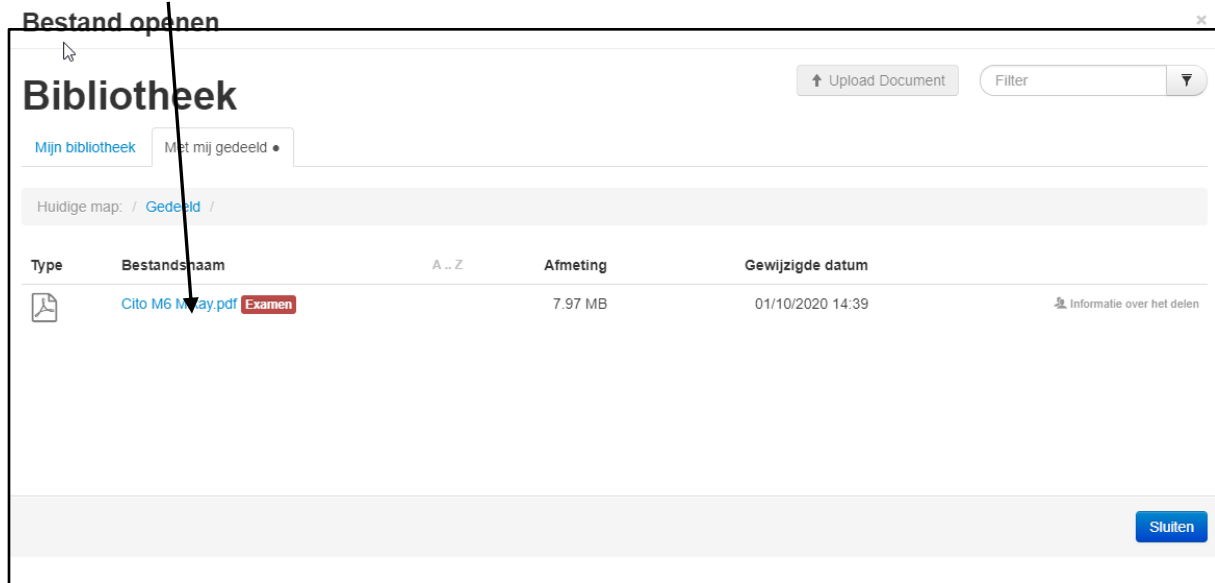 Bestand openen
×
Bibliotheek
Upload Document
Filter
Mijn bibliotheek
Met mij gedeeld ●
Huidige map: / Gedeeld /
Type Bestandsnaam A .. Z Afmeting Gewijzigde datum
Cito M6 .pdf Examen 7.97 MB 01/10/2020 14:39 Informatie over het delen
Sluiten